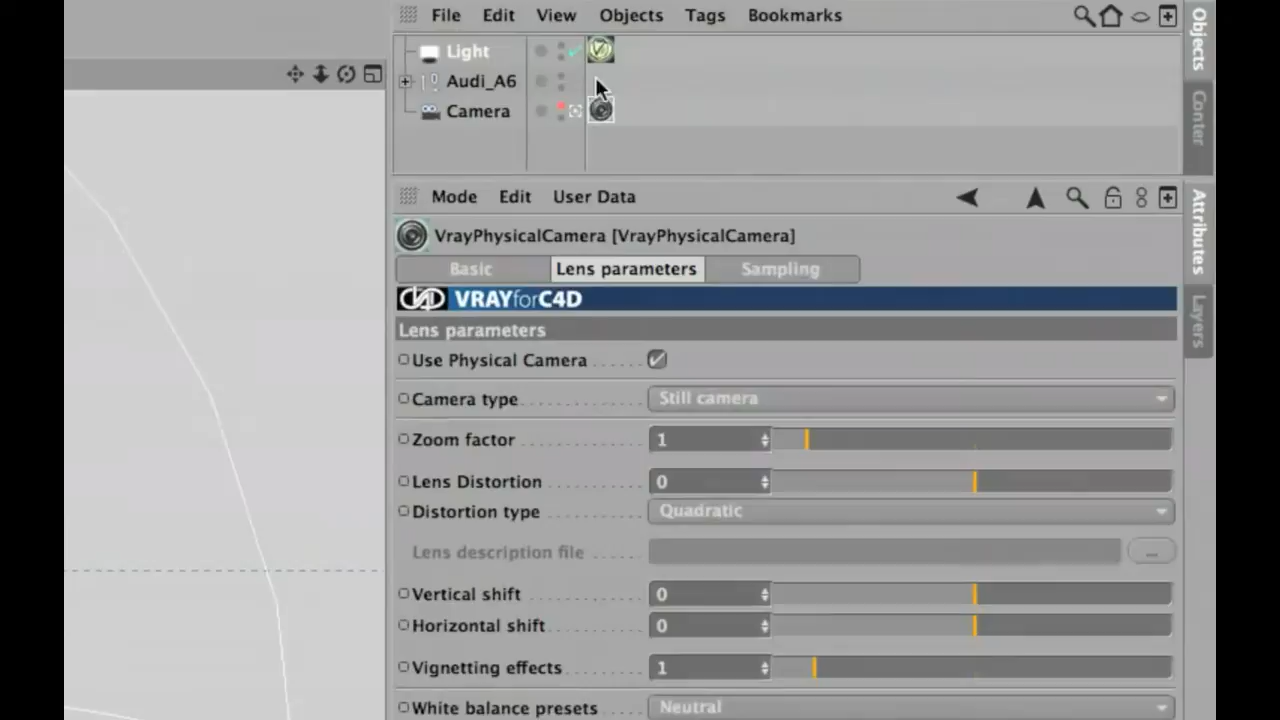 File Edit View Objects Tags Bookmarks
Light
Audi_A6
Camera
Objects
Conter
Mode Edit User Data
VrayPhysicalCamera [VrayPhysicalCamera]
Basic Lens parameters Sampling
VRAYforC4D
Lens parameters
Use Physical Camera
Camera type Still camera
Zoom factor 1
Lens Distortion 0
Distortion type Quadratic
Lens description file ...
Vertical shift 0
Horizontal shift 0
Vignetting effects 1
White balance presets Neutral
Attributes
Layers